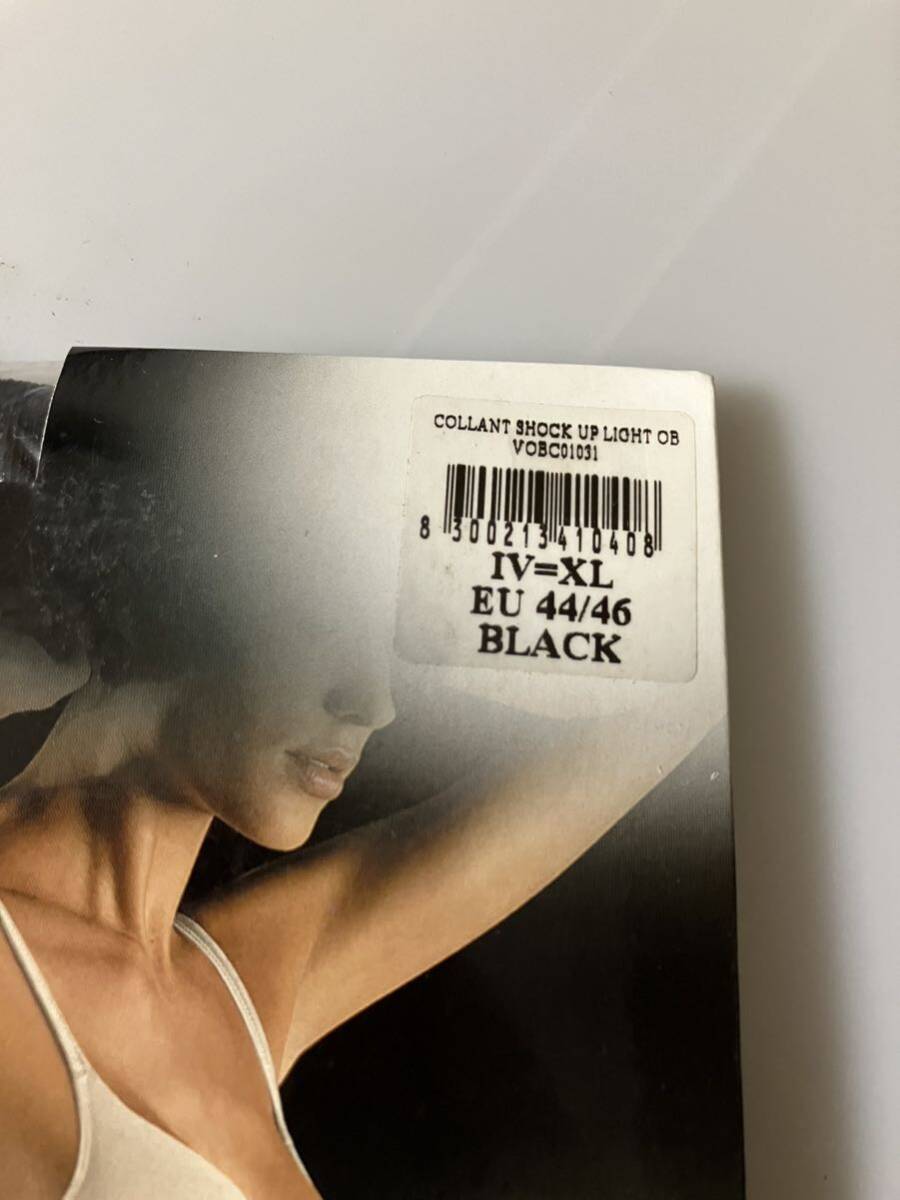 COLLANT SHOCK UP LIGHT OB
VOBC01031
8 300213 410408
IV=XL
EU 44/46
BLACK